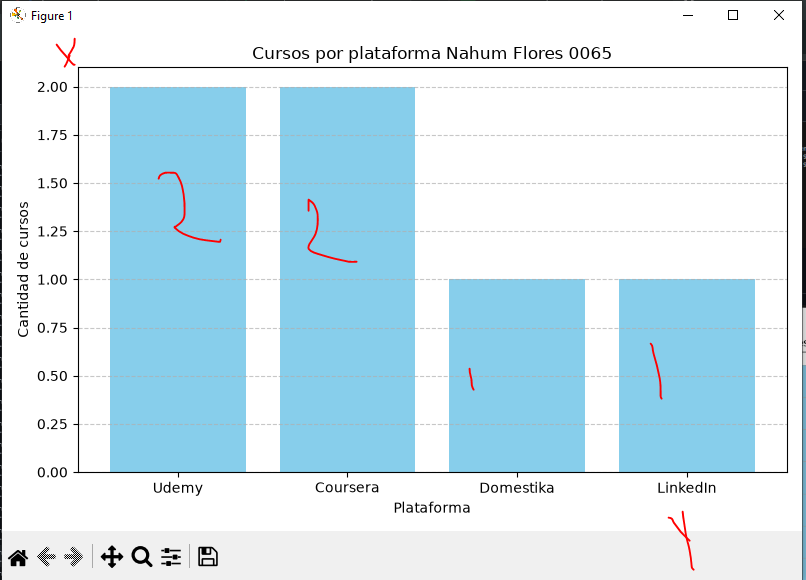 Figure 1
X
Cursos por plataforma Nahum Flores 0065
2.00
1.75
1.50
1.25
1.00
0.75
0.50
0.25
0.00
Cantidad de cursos
2
2
1
1
Udemy Coursera Domestika LinkedIn
Plataforma
Y